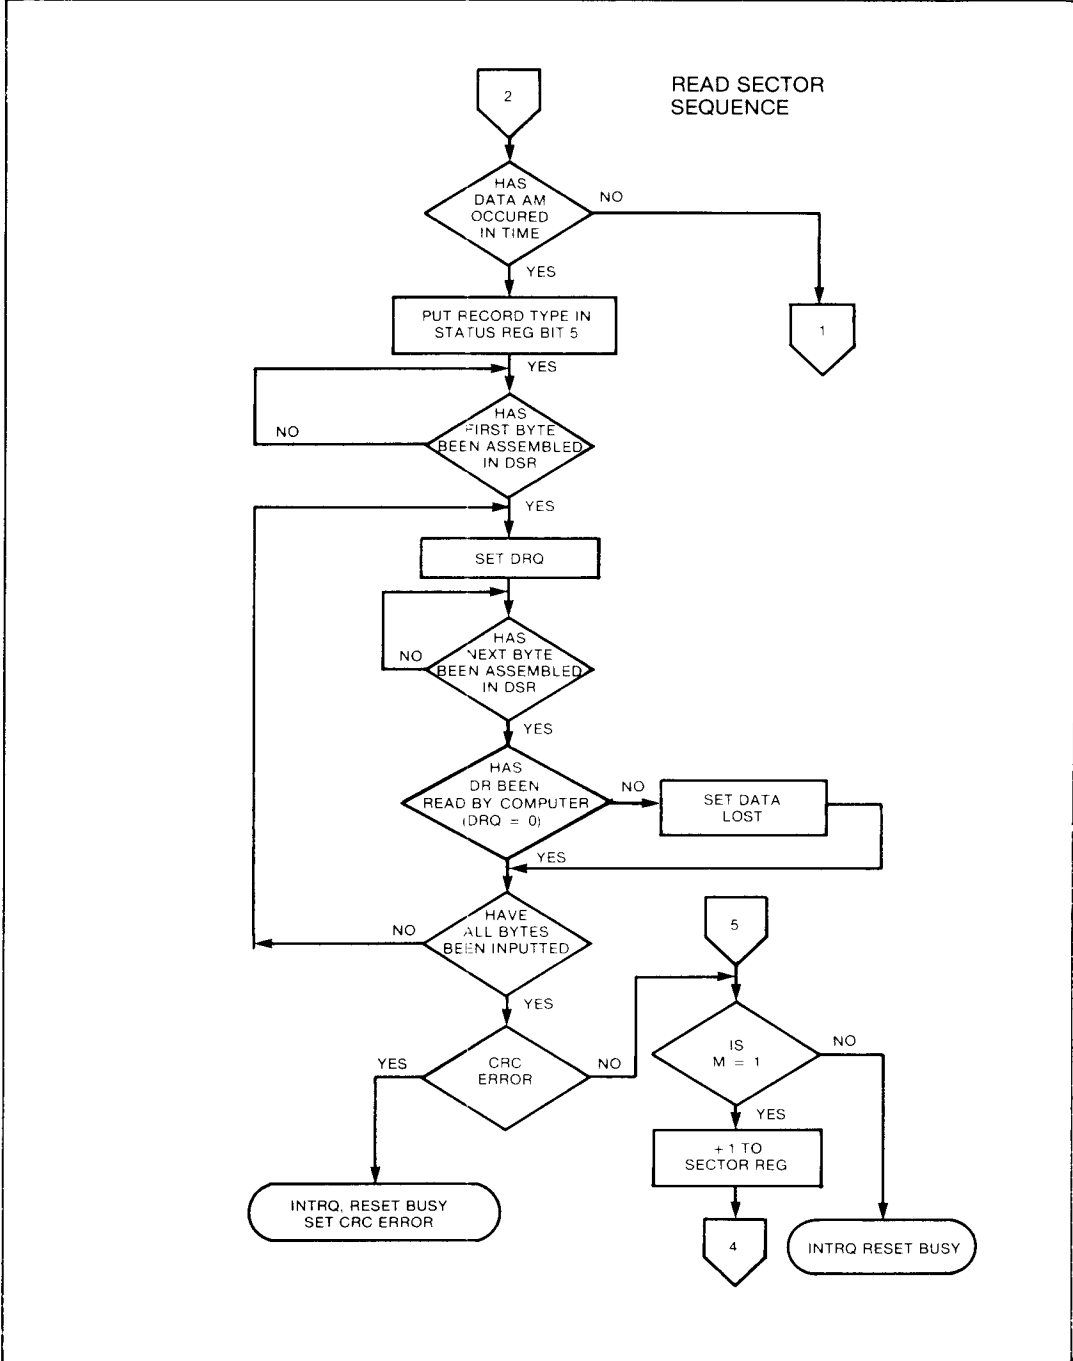 READ SECTOR
SEQUENCE
2
HAS
DATA AM
OCCURED
IN TIME
NO
YES
PUT RECORD TYPE IN
STATUS REG BIT 5
1
YES
HAS
FIRST BYTE
BEEN ASSEMBLED
IN DSR
NO
YES
SET DRQ
HAS
NEXT BYTE
BEEN ASSEMBLED
IN DSR
NO
YES
HAS
DR BEEN
READ BY COMPUTER
(DRQ = 0)
NO
SET DATA
LOST
YES
HAVE
ALL BYTES
BEEN INPUTTED
NO
5
YES
CRC
ERROR
YES
NO
IS
M = 1
NO
YES
+ 1 TO
SECTOR REG
INTRQ, RESET BUSY
SET CRC ERROR
4
INTRQ RESET BUSY